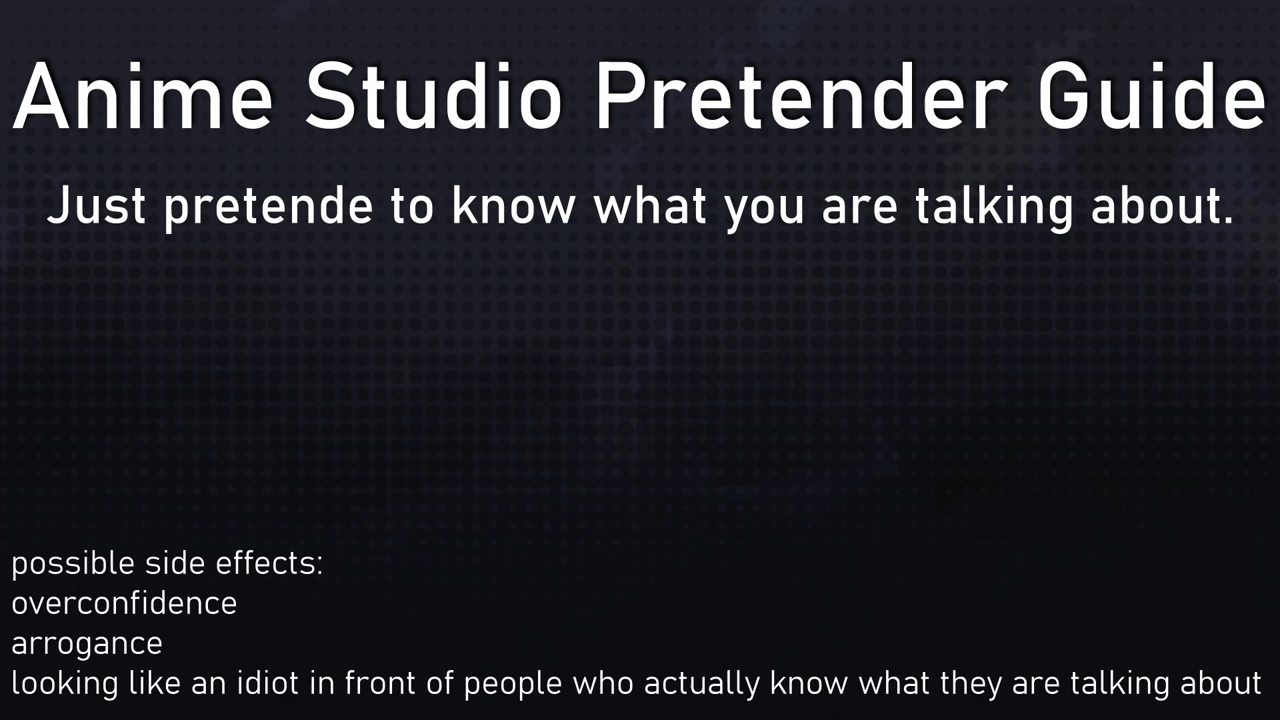 Anime Studio Pretender Guide
Just pretende to know what you are talking about.
possible side effects:
overconfidence
arrogance
looking like an idiot in front of people who actually know what they are talking about